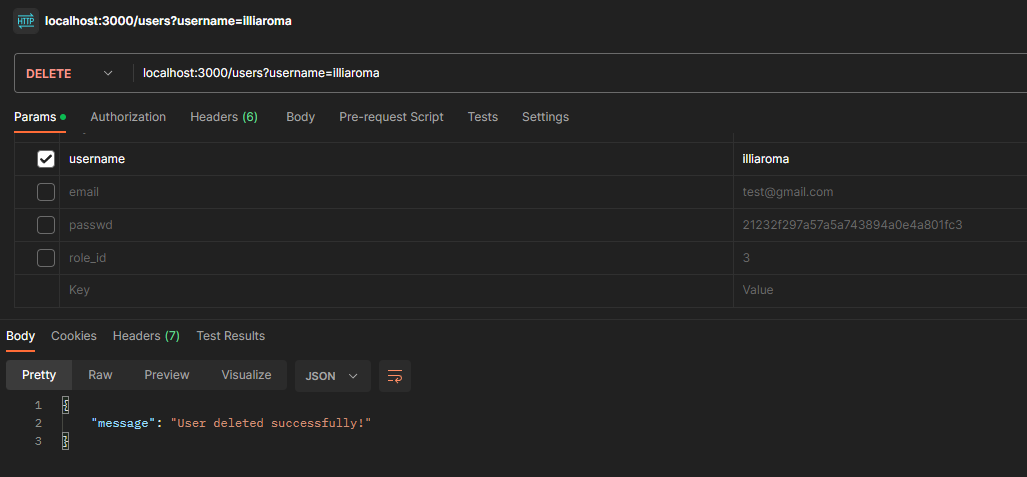 HTTP localhost:3000/users?username=illiaroma
DELETE localhost:3000/users?username=illiaroma
Params Authorization Headers (6) Body Pre-request Script Tests Settings
username illiaroma
email test@gmail.com
passwd 21232f297a57a5a743894a0e4a801fc3
role_id 3
Key Value
Body Cookies Headers (7) Test Results
Pretty Raw Preview Visualize JSON
1 {
2 "message": "User deleted successfully!"
3 }